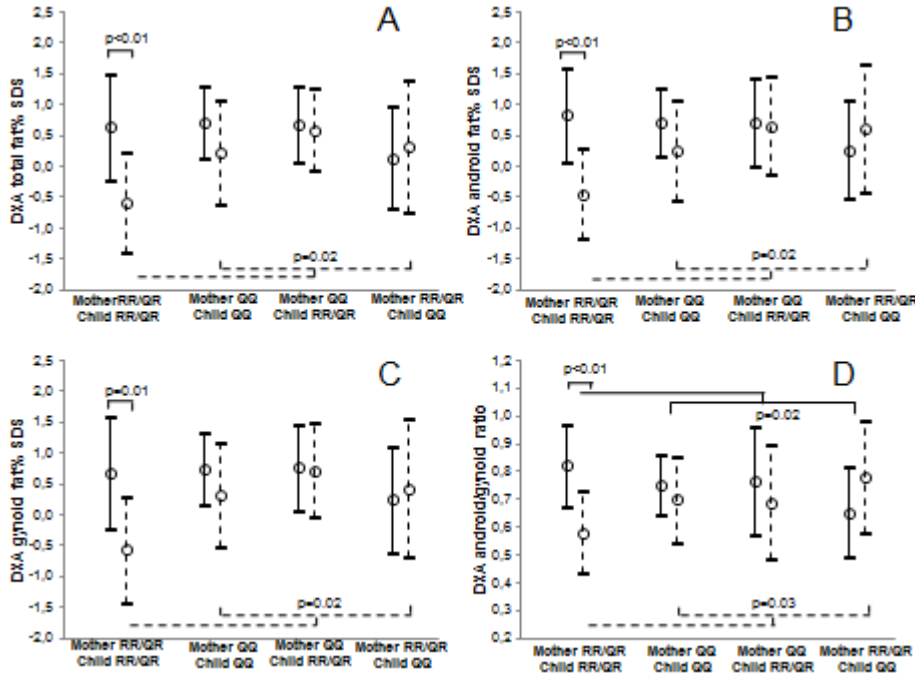 A
2,5
2,0
1,5
1,0
0,5
0,0
-0,5
-1,0
-1,5
-2,0
DXA total fat% SDS
p<0.01
p=0.02
MotherRR/QR Mother QQ Mother QQ Mother RR/QR
Child RR/QR Child QQ Child RR/QR Child QQ
B
2,5
2,0
1,5
1,0
0,5
0,0
-0,5
-1,0
-1,5
-2,0
DXA android fat% SDS
p<0.01
p=0.02
Mother RR/QR Mother QQ Mother QQ Mother RR/QR
Child RR/QR Child QQ Child RR/QR Child QQ
C
2,5
2,0
1,5
1,0
0,5
0,0
-0,5
-1,0
-1,5
-2,0
DXA gynoid fat% SDS
p=0.01
p=0.02
Mother RR/QR Mother QQ Mother QQ Mother RR/QR
Child RR/QR Child QQ Child RR/QR Child QQ
D
1,2
1,1
1,0
0,9
0,8
0,7
0,6
0,5
0,4
0,3
0,2
DXA android/gynoid ratio
p<0.01
p=0.02
p=0.03
Mother RR/QR Mother QQ Mother QQ Mother RR/QR
Child RR/QR Child QQ Child RR/QR Child QQ